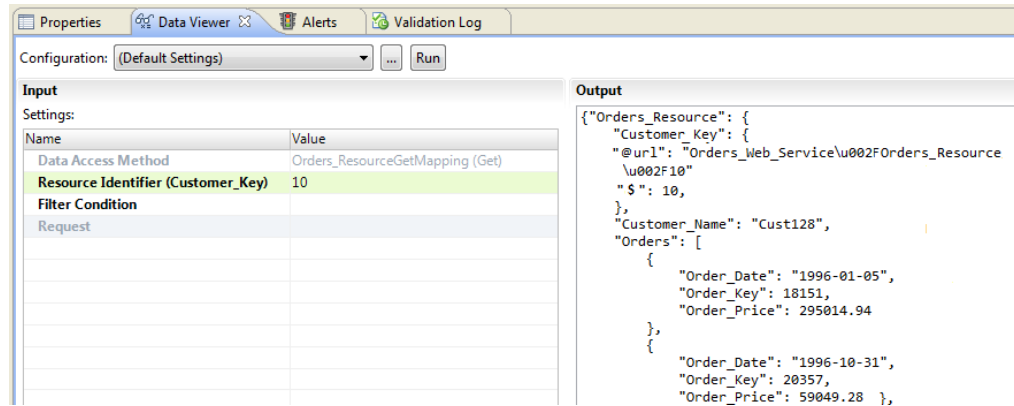 Properties Data Viewer Alerts Validation Log
Configuration: (Default Settings) ... Run
Input
Settings:
Name Value
Data Access Method Orders_ResourceGetMapping (Get)
Resource Identifier (Customer_Key) 10
Filter Condition
Request
Output
{"Orders_Resource": {
"Customer_Key": {
"@url": "Orders_Web_Service\u002FOrders_Resource
\u002F10"
"$": 10,
},
"Customer_Name": "Cust128",
"Orders": [
{
"Order_Date": "1996-01-05",
"Order_Key": 18151,
"Order_Price": 295014.94
},
{
"Order_Date": "1996-10-31",
"Order_Key": 20357,
"Order_Price": 59049.28 },